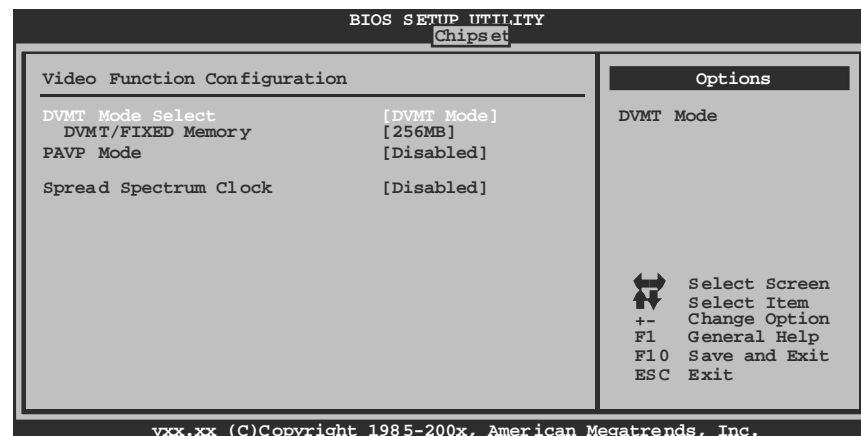 BIOS SETUP UTILITY
Chipset
Video Function Configuration
DVMT Mode Select [DVMT Mode]
DVMT/FIXED Memory [256MB]
PAVP Mode [Disabled]
Spread Spectrum Clock [Disabled]
Options
DVMT Mode
Select Screen
Select Item
+- Change Option
F1 General Help
F10 Save and Exit
ESC Exit
vxx.xx (C)Copyright 1985-200x, American Megatrends, Inc.